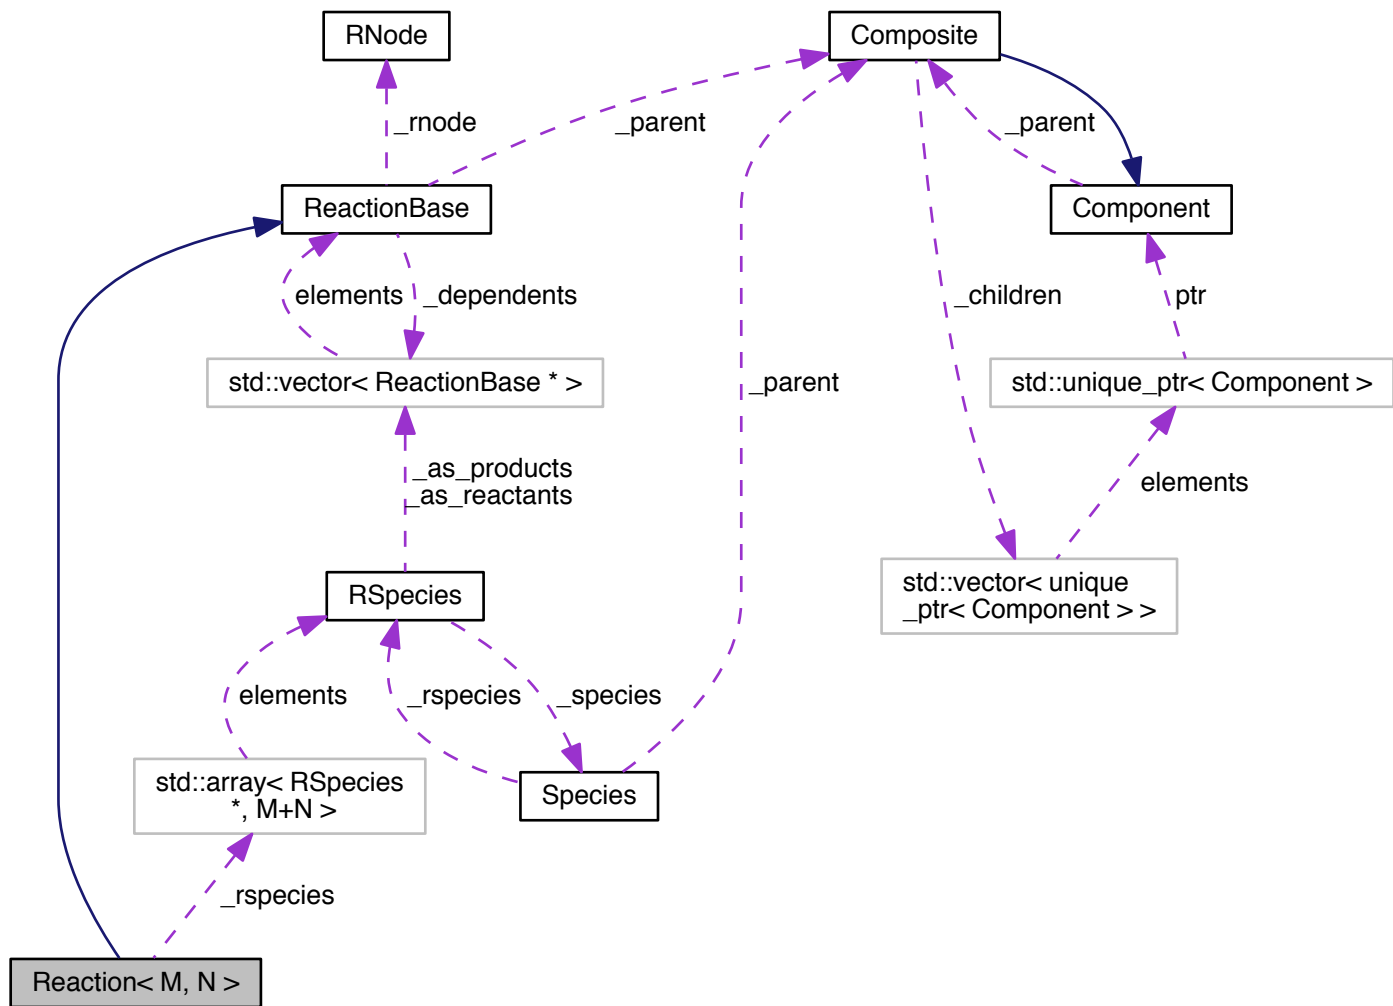 RNode
Composite
_rnode
_parent
_parent
ReactionBase
Component
elements
_dependents
_children
ptr
std::vector< ReactionBase * >
_parent
std::unique_ptr< Component >
_as_products
_as_reactants
elements
RSpecies
std::vector< unique
_ptr< Component > >
elements
_rspecies
_species
std::array< RSpecies
*, M+N >
Species
_rspecies
Reaction< M, N >